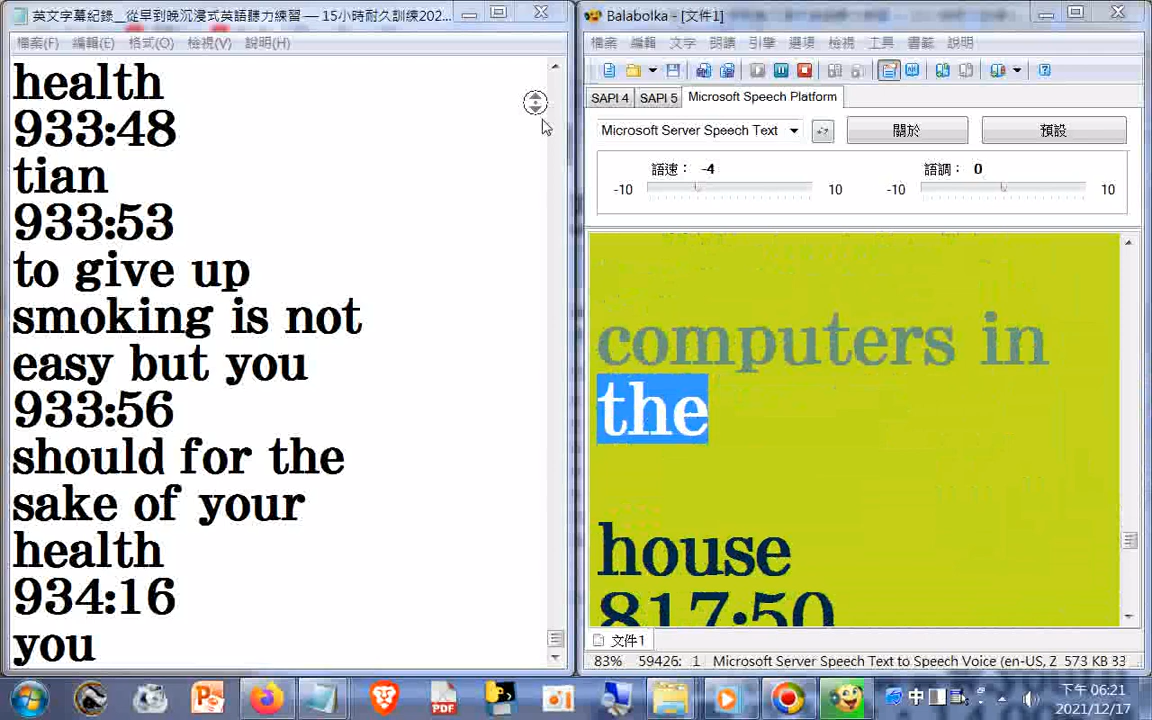 英文字幕紀錄__從早到晚沉浸式英語聽力練習 — 15小時耐久訓練202...
檔案(F) 編輯(E) 格式(O) 檢視(V) 說明(H)
health
933:48
tian
933:53
to give up
smoking is not
easy but you
933:56
should for the
sake of your
health
934:16
you
Balabolka - [文件1]
檔案 編輯 文字 朗讀 引擎 選項 檢視 工具 書籤 說明
SAPI 4 SAPI 5 Microsoft Speech Platform
Microsoft Server Speech Text 關於 預設
語速： -4 語調： 0
-10 10 -10 10
computers in
the
house
817:50
文件1
83% 59426: 1 Microsoft Server Speech Text to Speech Voice (en-US, Z 573 KB 33
中 下午 06:21
2021/12/17